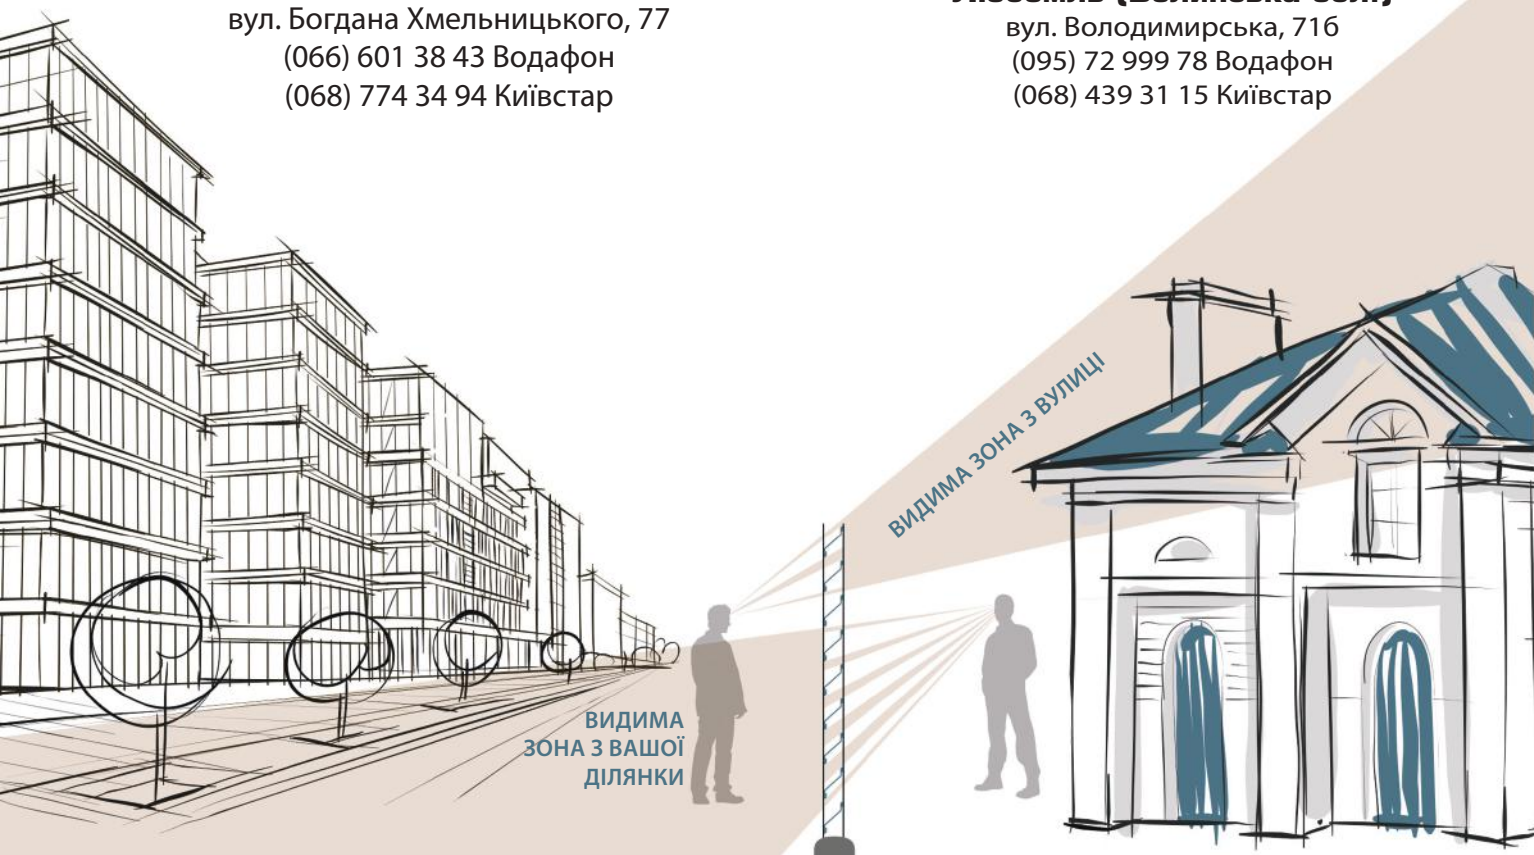 вул. Богдана Хмельницького, 77
(066) 601 38 43 Водафон
(068) 774 34 94 Київстар
вул. Володимирська, 71б
(095) 72 999 78 Водафон
(068) 439 31 15 Київстар
ВИДИМА ЗОНА З ВУЛИЦІ
ВИДИМА
ЗОНА З ВАШОЇ
ДІЛЯНКИ